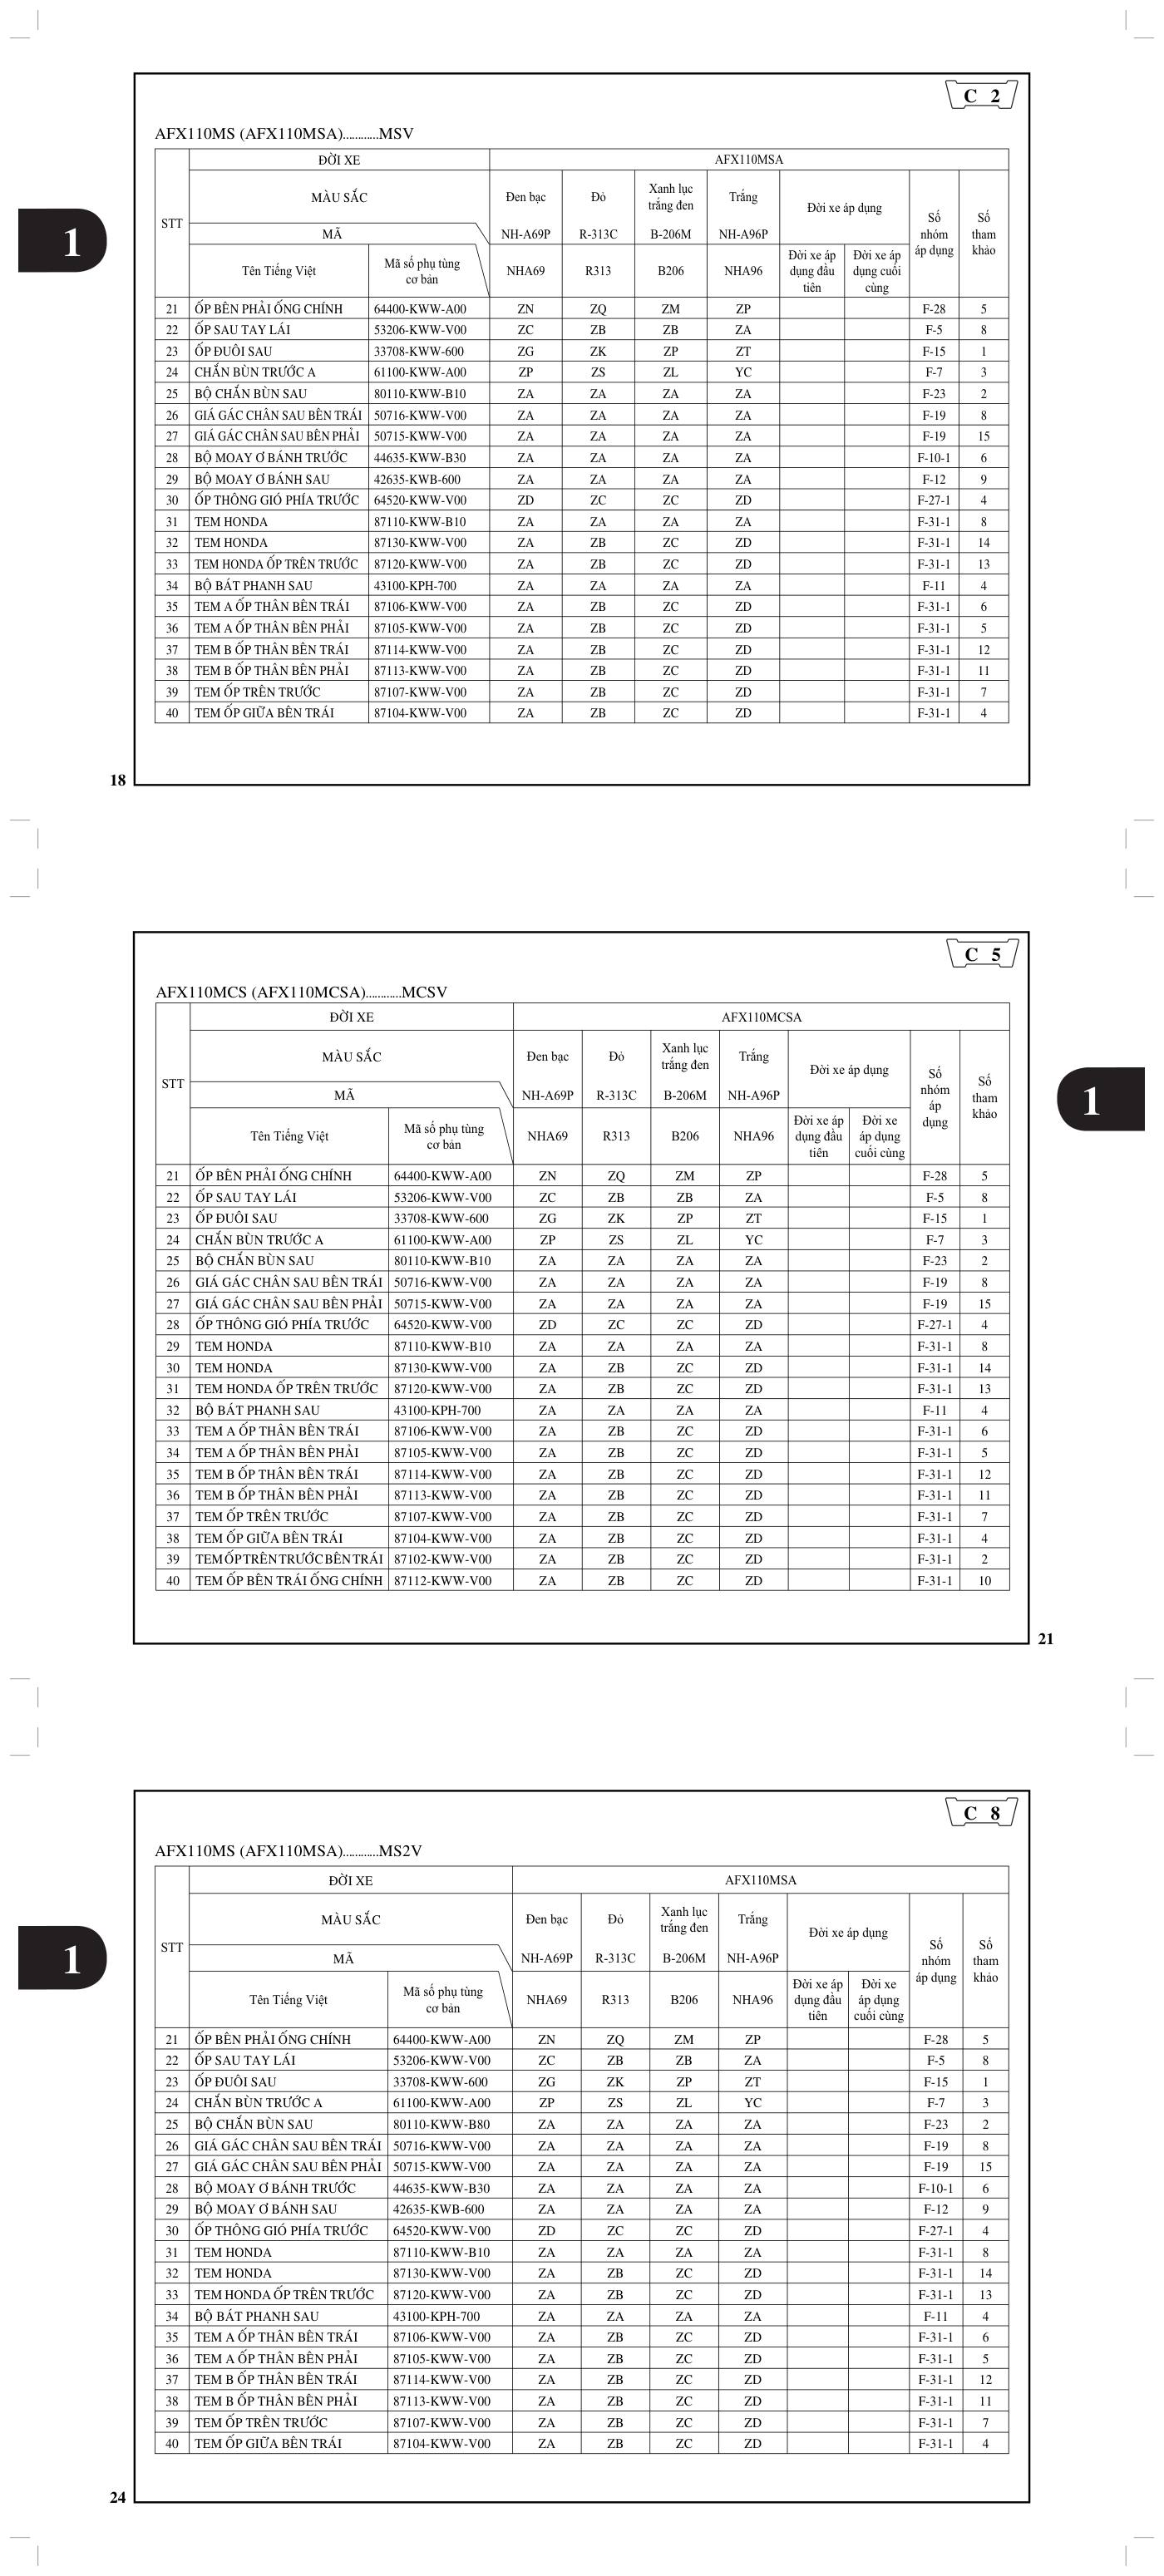 C 2
AFX110MS (AFX110MSA)............MSV
1
STT ĐỜI XE AFX110MSA
MÀU SẮC Đen bạc Đỏ Xanh lục trắng đen Trắng Đời xe áp dụng Số nhóm áp dụng Số tham khảo
MÃ NH-A69P R-313C B-206M NH-A96P
Tên Tiếng Việt Mã số phụ tùng cơ bản NHA69 R313 B206 NHA96 Đời xe áp dụng đầu tiên Đời xe áp dụng cuối cùng
21 ỐP BÊN PHẢI ỐNG CHÍNH 64400-KWW-A00 ZN ZQ ZM ZP F-28 5
22 ỐP SAU TAY LÁI 53206-KWW-V00 ZC ZB ZB ZA F-5 8
23 ỐP ĐUÔI SAU 33708-KWW-600 ZG ZK ZP ZT F-15 1
24 CHẮN BÙN TRƯỚC A 61100-KWW-A00 ZP ZS ZL YC F-7 3
25 BỘ CHẮN BÙN SAU 80110-KWW-B10 ZA ZA ZA ZA F-23 2
26 GIÁ GÁC CHÂN SAU BÊN TRÁI 50716-KWW-V00 ZA ZA ZA ZA F-19 8
27 GIÁ GÁC CHÂN SAU BÊN PHẢI 50715-KWW-V00 ZA ZA ZA ZA F-19 15
28 BỘ MOAY Ơ BÁNH TRƯỚC 44635-KWW-B30 ZA ZA ZA ZA F-10-1 6
29 BỘ MOAY Ơ BÁNH SAU 42635-KWB-600 ZA ZA ZA ZA F-12 9
30 ỐP THÔNG GIÓ PHÍA TRƯỚC 64520-KWW-V00 ZD ZC ZC ZD F-27-1 4
31 TEM HONDA 87110-KWW-B10 ZA ZA ZA ZA F-31-1 8
32 TEM HONDA 87130-KWW-V00 ZA ZB ZC ZD F-31-1 14
33 TEM HONDA ỐP TRÊN TRƯỚC 87120-KWW-V00 ZA ZB ZC ZD F-31-1 13
34 BỘ BÁT PHANH SAU 43100-KPH-700 ZA ZA ZA ZA F-11 4
35 TEM A ỐP THÂN BÊN TRÁI 87106-KWW-V00 ZA ZB ZC ZD F-31-1 6
36 TEM A ỐP THÂN BÊN PHẢI 87105-KWW-V00 ZA ZB ZC ZD F-31-1 5
37 TEM B ỐP THÂN BÊN TRÁI 87114-KWW-V00 ZA ZB ZC ZD F-31-1 12
38 TEM B ỐP THÂN BÊN PHẢI 87113-KWW-V00 ZA ZB ZC ZD F-31-1 11
39 TEM ỐP TRÊN TRƯỚC 87107-KWW-V00 ZA ZB ZC ZD F-31-1 7
40 TEM ỐP GIỮA BÊN TRÁI 87104-KWW-V00 ZA ZB ZC ZD F-31-1 4
18
C 5
AFX110MCS (AFX110MCSA)............MCSV
1
STT ĐỜI XE AFX110MCSA
MÀU SẮC Đen bạc Đỏ Xanh lục trắng đen Trắng Đời xe áp dụng Số nhóm áp dụng Số tham khảo
MÃ NH-A69P R-313C B-206M NH-A96P
Tên Tiếng Việt Mã số phụ tùng cơ bản NHA69 R313 B206 NHA96 Đời xe áp dụng đầu tiên Đời xe áp dụng cuối cùng
21 ỐP BÊN PHẢI ỐNG CHÍNH 64400-KWW-A00 ZN ZQ ZM ZP F-28 5
22 ỐP SAU TAY LÁI 53206-KWW-V00 ZC ZB ZB ZA F-5 8
23 ỐP ĐUÔI SAU 33708-KWW-600 ZG ZK ZP ZT F-15 1
24 CHẮN BÙN TRƯỚC A 61100-KWW-A00 ZP ZS ZL YC F-7 3
25 BỘ CHẮN BÙN SAU 80110-KWW-B10 ZA ZA ZA ZA F-23 2
26 GIÁ GÁC CHÂN SAU BÊN TRÁI 50716-KWW-V00 ZA ZA ZA ZA F-19 8
27 GIÁ GÁC CHÂN SAU BÊN PHẢI 50715-KWW-V00 ZA ZA ZA ZA F-19 15
28 ỐP THÔNG GIÓ PHÍA TRƯỚC 64520-KWW-V00 ZD ZC ZC ZD F-27-1 4
29 TEM HONDA 87110-KWW-B10 ZA ZA ZA ZA F-31-1 8
30 TEM HONDA 87130-KWW-V00 ZA ZB ZC ZD F-31-1 14
31 TEM HONDA ỐP TRÊN TRƯỚC 87120-KWW-V00 ZA ZB ZC ZD F-31-1 13
32 BỘ BÁT PHANH SAU 43100-KPH-700 ZA ZA ZA ZA F-11 4
33 TEM A ỐP THÂN BÊN TRÁI 87106-KWW-V00 ZA ZB ZC ZD F-31-1 6
34 TEM A ỐP THÂN BÊN PHẢI 87105-KWW-V00 ZA ZB ZC ZD F-31-1 5
35 TEM B ỐP THÂN BÊN TRÁI 87114-KWW-V00 ZA ZB ZC ZD F-31-1 12
36 TEM B ỐP THÂN BÊN PHẢI 87113-KWW-V00 ZA ZB ZC ZD F-31-1 11
37 TEM ỐP TRÊN TRƯỚC 87107-KWW-V00 ZA ZB ZC ZD F-31-1 7
38 TEM ỐP GIỮA BÊN TRÁI 87104-KWW-V00 ZA ZB ZC ZD F-31-1 4
39 TEM ỐP TRÊN TRƯỚC BÊN TRÁI 87102-KWW-V00 ZA ZB ZC ZD F-31-1 2
40 TEM ỐP BÊN TRÁI ỐNG CHÍNH 87112-KWW-V00 ZA ZB ZC ZD F-31-1 10
21
C 8
AFX110MS (AFX110MSA)............MS2V
1
STT ĐỜI XE AFX110MSA
MÀU SẮC Đen bạc Đỏ Xanh lục trắng đen Trắng Đời xe áp dụng Số nhóm áp dụng Số tham khảo
MÃ NH-A69P R-313C B-206M NH-A96P
Tên Tiếng Việt Mã số phụ tùng cơ bản NHA69 R313 B206 NHA96 Đời xe áp dụng đầu tiên Đời xe áp dụng cuối cùng
21 ỐP BÊN PHẢI ỐNG CHÍNH 64400-KWW-A00 ZN ZQ ZM ZP F-28 5
22 ỐP SAU TAY LÁI 53206-KWW-V00 ZC ZB ZB ZA F-5 8
23 ỐP ĐUÔI SAU 33708-KWW-600 ZG ZK ZP ZT F-15 1
24 CHẮN BÙN TRƯỚC A 61100-KWW-A00 ZP ZS ZL YC F-7 3
25 BỘ CHẮN BÙN SAU 80110-KWW-B80 ZA ZA ZA ZA F-23 2
26 GIÁ GÁC CHÂN SAU BÊN TRÁI 50716-KWW-V00 ZA ZA ZA ZA F-19 8
27 GIÁ GÁC CHÂN SAU BÊN PHẢI 50715-KWW-V00 ZA ZA ZA ZA F-19 15
28 BỘ MOAY Ơ BÁNH TRƯỚC 44635-KWW-B30 ZA ZA ZA ZA F-10-1 6
29 BỘ MOAY Ơ BÁNH SAU 42635-KWB-600 ZA ZA ZA ZA F-12 9
30 ỐP THÔNG GIÓ PHÍA TRƯỚC 64520-KWW-V00 ZD ZC ZC ZD F-27-1 4
31 TEM HONDA 87110-KWW-B10 ZA ZA ZA ZA F-31-1 8
32 TEM HONDA 87130-KWW-V00 ZA ZB ZC ZD F-31-1 14
33 TEM HONDA ỐP TRÊN TRƯỚC 87120-KWW-V00 ZA ZB ZC ZD F-31-1 13
34 BỘ BÁT PHANH SAU 43100-KPH-700 ZA ZA ZA ZA F-11 4
35 TEM A ỐP THÂN BÊN TRÁI 87106-KWW-V00 ZA ZB ZC ZD F-31-1 6
36 TEM A ỐP THÂN BÊN PHẢI 87105-KWW-V00 ZA ZB ZC ZD F-31-1 5
37 TEM B ỐP THÂN BÊN TRÁI 87114-KWW-V00 ZA ZB ZC ZD F-31-1 12
38 TEM B ỐP THÂN BÊN PHẢI 87113-KWW-V00 ZA ZB ZC ZD F-31-1 11
39 TEM ỐP TRÊN TRƯỚC 87107-KWW-V00 ZA ZB ZC ZD F-31-1 7
40 TEM ỐP GIỮA BÊN TRÁI 87104-KWW-V00 ZA ZB ZC ZD F-31-1 4
24